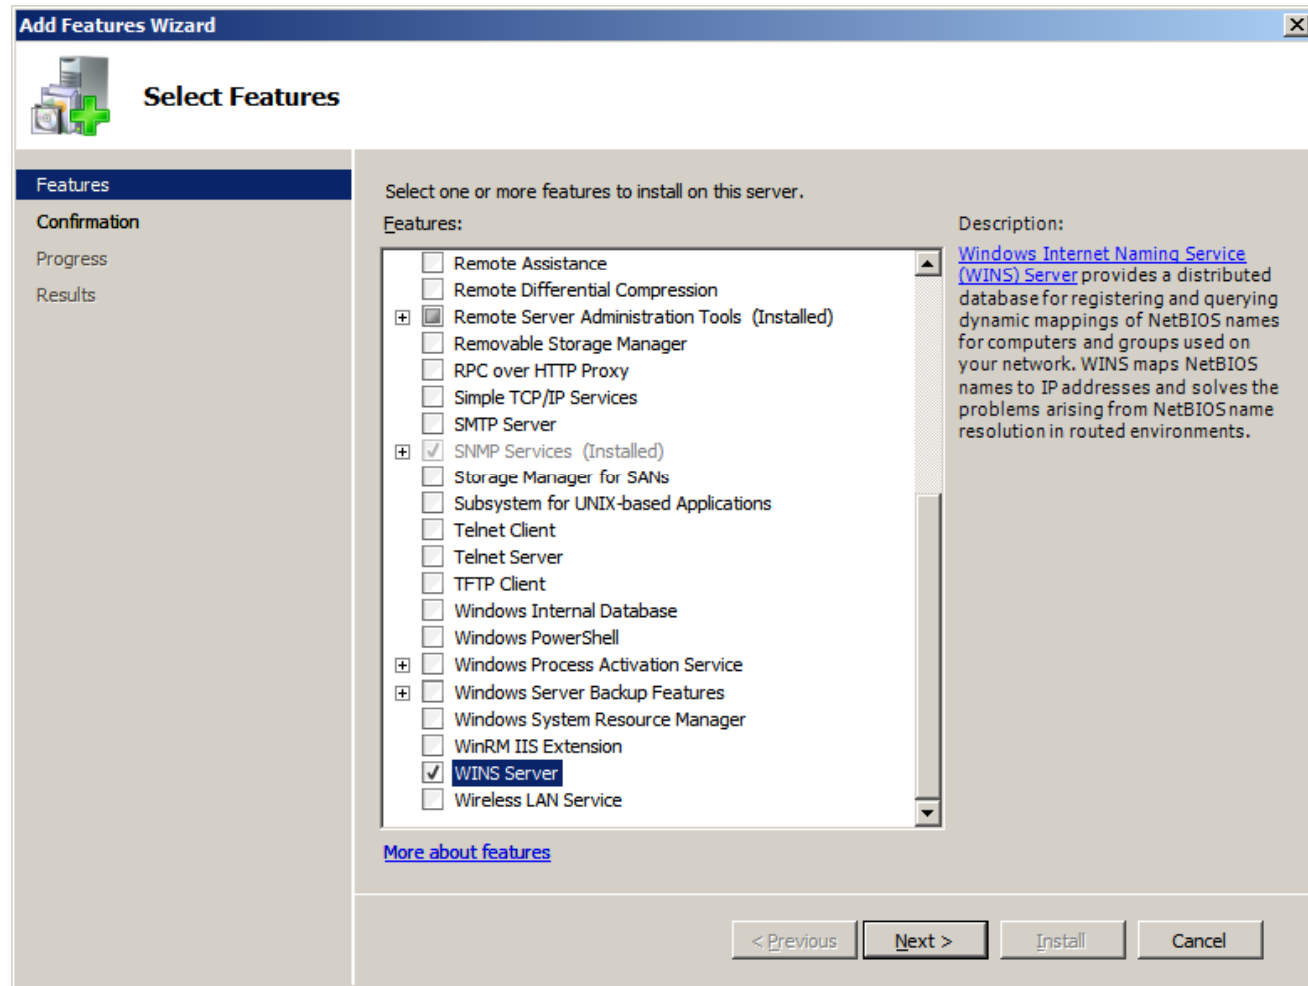 Add Features Wizard
Select Features
Features
Confirmation
Progress
Results
Select one or more features to install on this server.
Features:
Remote Assistance
Remote Differential Compression
Remote Server Administration Tools (Installed)
Removable Storage Manager
RPC over HTTP Proxy
Simple TCP/IP Services
SMTP Server
SNMP Services (Installed)
Storage Manager for SANs
Subsystem for UNIX-based Applications
Telnet Client
Telnet Server
TFTP Client
Windows Internal Database
Windows PowerShell
Windows Process Activation Service
Windows Server Backup Features
Windows System Resource Manager
WinRM IIS Extension
WINS Server
Wireless LAN Service
More about features
Description:
Windows Internet Naming Service
(WINS) Server provides a distributed
database for registering and querying
dynamic mappings of NetBIOS names
for computers and groups used on
your network. WINS maps NetBIOS
names to IP addresses and solves the
problems arising from NetBIOS name
resolution in routed environments.
< Previous
Next >
Install
Cancel